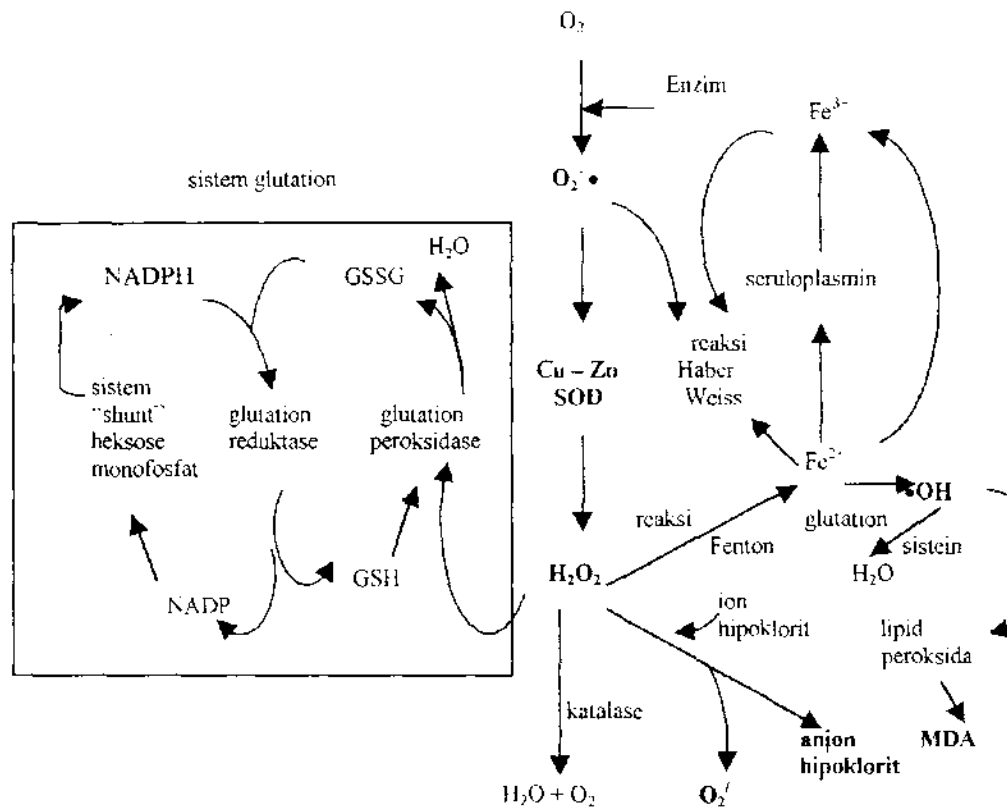 O₂
Enzim
Fe³⁺
O₂⁻•
sistem glutation
H₂O
NADPH
GSSG
seruloplasmin
reaksi
Haber
Weiss
Cu – Zn
SOD
sistem
"shunt"
heksose
monofosfat
glutation
reduktase
glutation
peroksidase
Fe²⁺
•OH
reaksi
Fenton
glutation
sistein
H₂O₂
H₂O
GSH
NADP
ion
hipoklorit
lipid
peroksida
katalase
anion
hipoklorit
MDA
H₂O + O₂
O₂